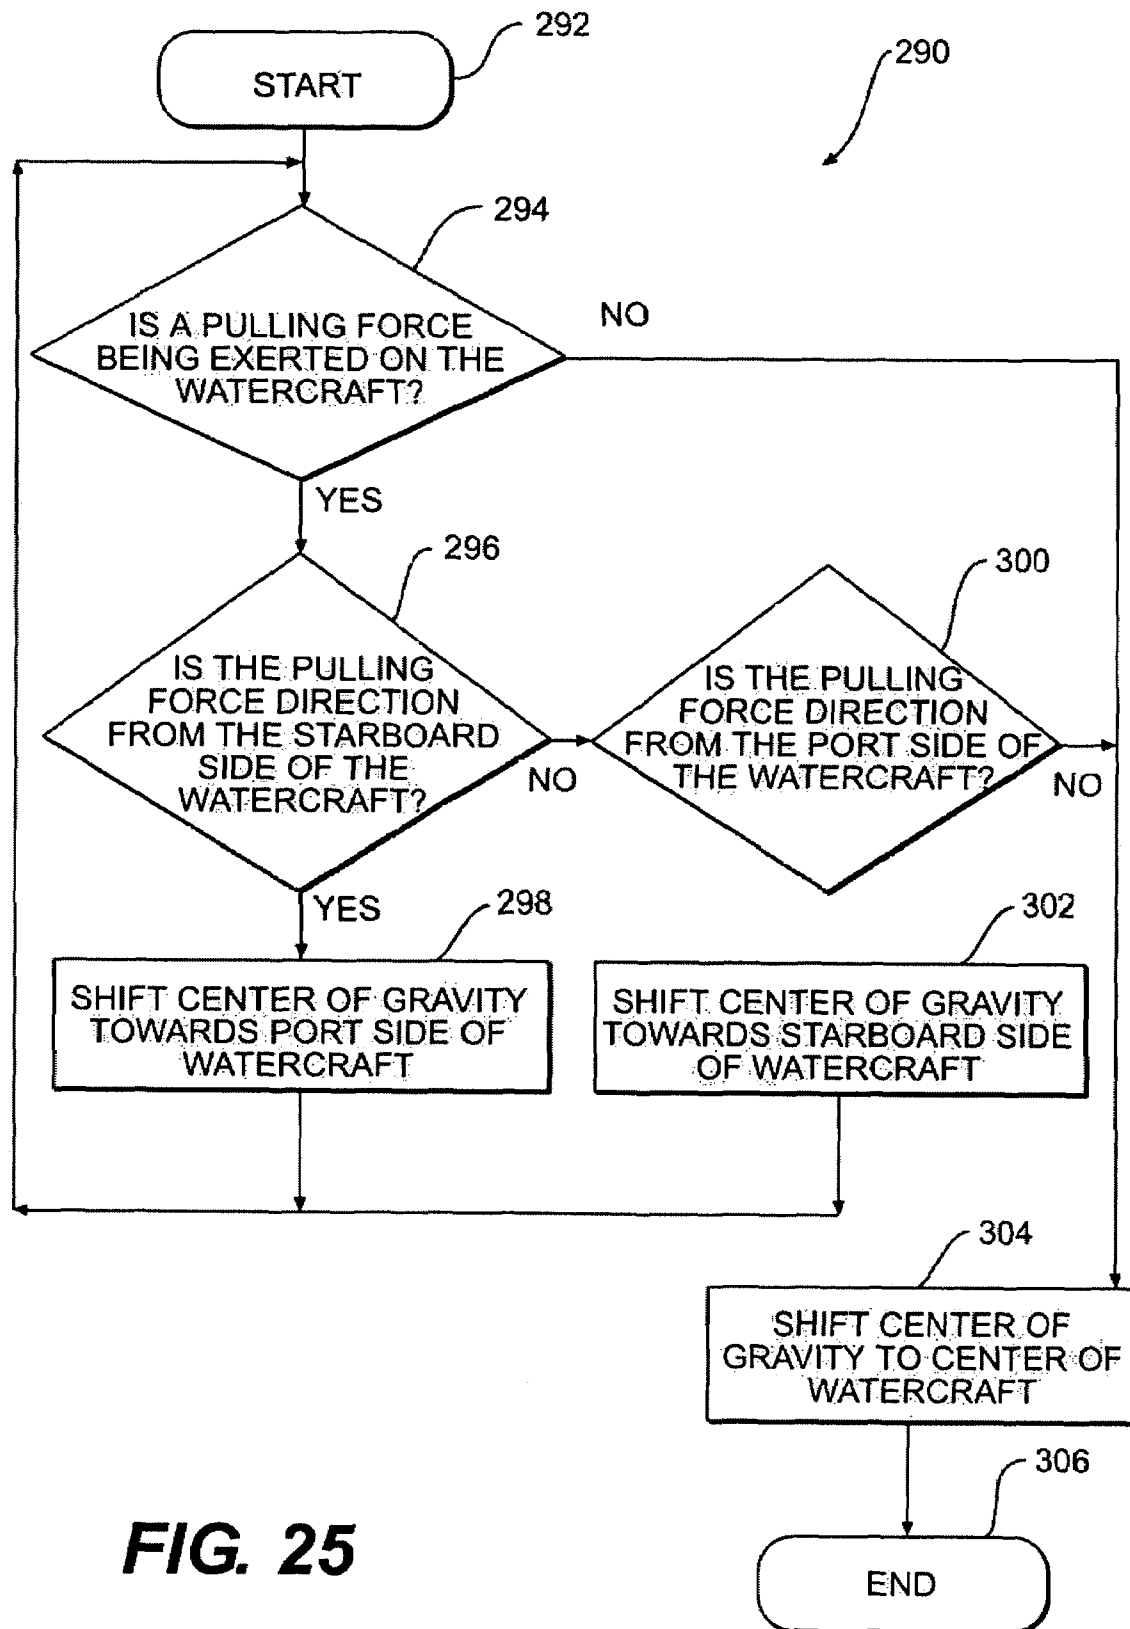 292
START
290
294
IS A PULLING FORCE
BEING EXERTED ON THE
WATERCRAFT?
NO
YES
296
IS THE PULLING
FORCE DIRECTION
FROM THE STARBOARD
SIDE OF THE
WATERCRAFT?
NO
300
IS THE PULLING
FORCE DIRECTION
FROM THE PORT SIDE OF
THE WATERCRAFT?
NO
YES
298
SHIFT CENTER OF GRAVITY
TOWARDS PORT SIDE OF
WATERCRAFT
302
SHIFT CENTER OF GRAVITY
TOWARDS STARBOARD SIDE
OF WATERCRAFT
304
SHIFT CENTER OF
GRAVITY TO CENTER OF
WATERCRAFT
306
END
FIG. 25